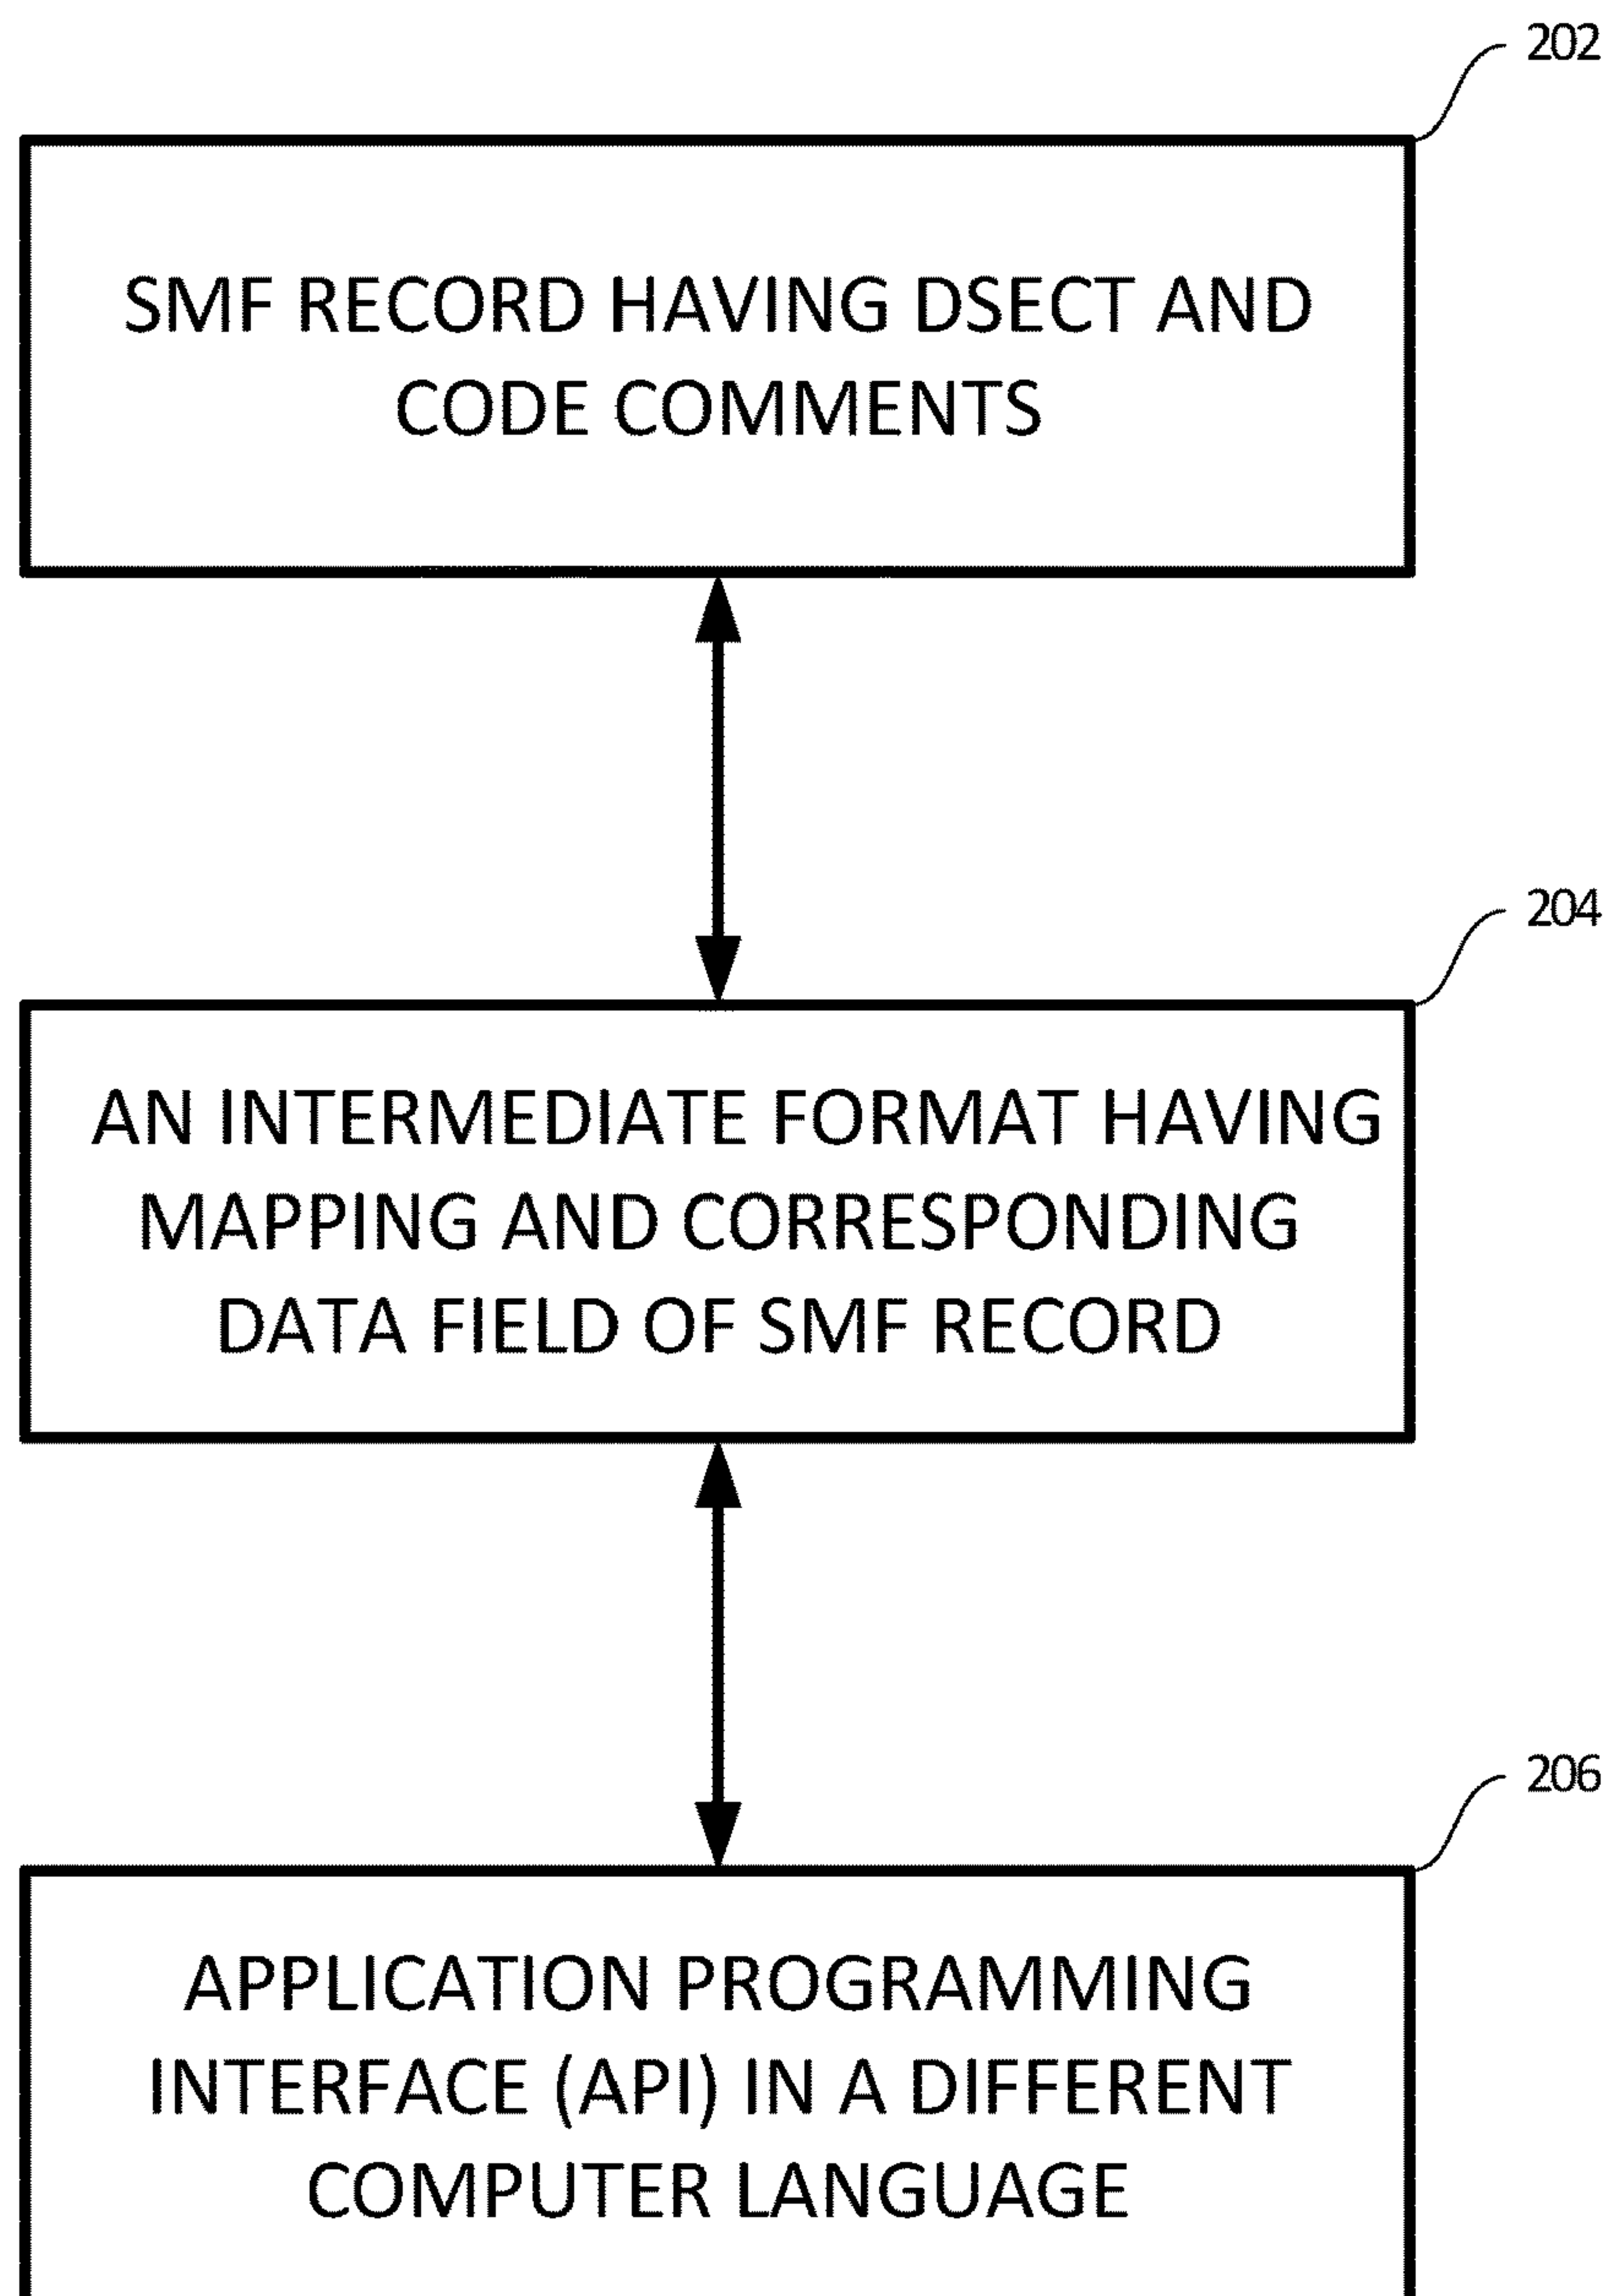 202
SMF RECORD HAVING DSECT AND
CODE COMMENTS
204
AN INTERMEDIATE FORMAT HAVING
MAPPING AND CORRESPONDING
DATA FIELD OF SMF RECORD
206
APPLICATION PROGRAMMING
INTERFACE (API) IN A DIFFERENT
COMPUTER LANGUAGE